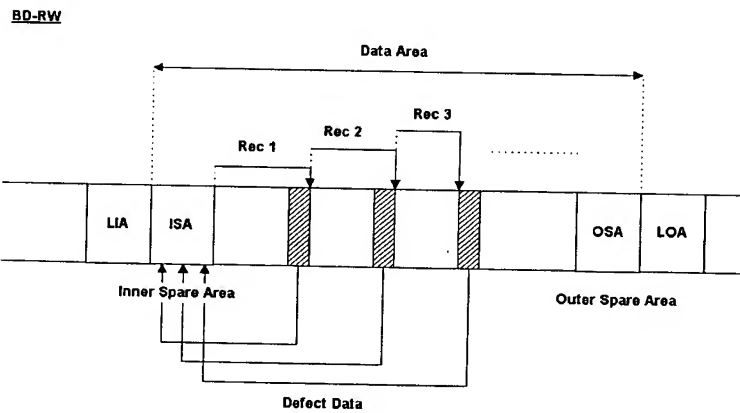 BD-RW
Data Area
Rec 1
Rec 2
Rec 3
LIA
ISA
OSA
LOA
Inner Spare Area
Outer Spare Area
Defect Data